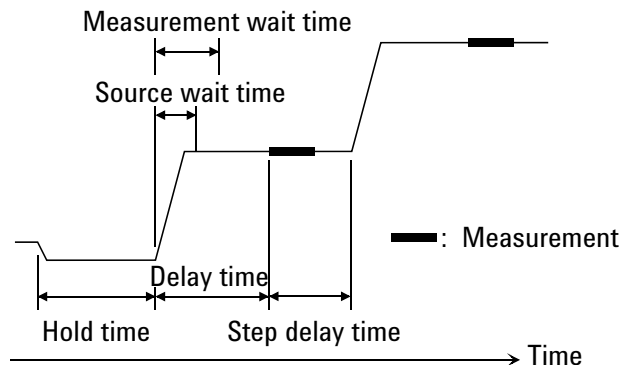 Measurement wait time
Source wait time
: Measurement
Delay time
Hold time
Step delay time
Time